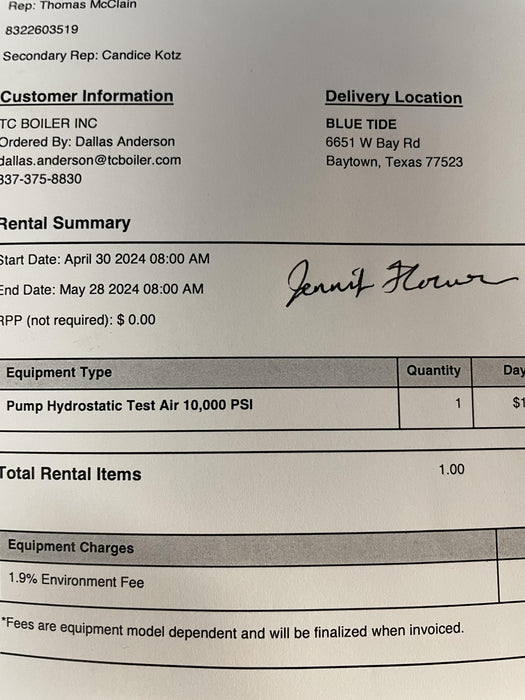 Rep: Thomas McClain
8322603519
Secondary Rep: Candice Kotz
Customer Information
TC BOILER INC
Ordered By: Dallas Anderson
dallas.anderson@tcboiler.com
337-375-8830
Delivery Location
BLUE TIDE
6651 W Bay Rd
Baytown, Texas 77523
Rental Summary
Start Date: April 30 2024 08:00 AM
End Date: May 28 2024 08:00 AM
RPP (not required): $ 0.00
Equipment Type Quantity Day
Pump Hydrostatic Test Air 10,000 PSI 1 $1
Total Rental Items 1.00
Equipment Charges
1.9% Environment Fee
*Fees are equipment model dependent and will be finalized when invoiced.